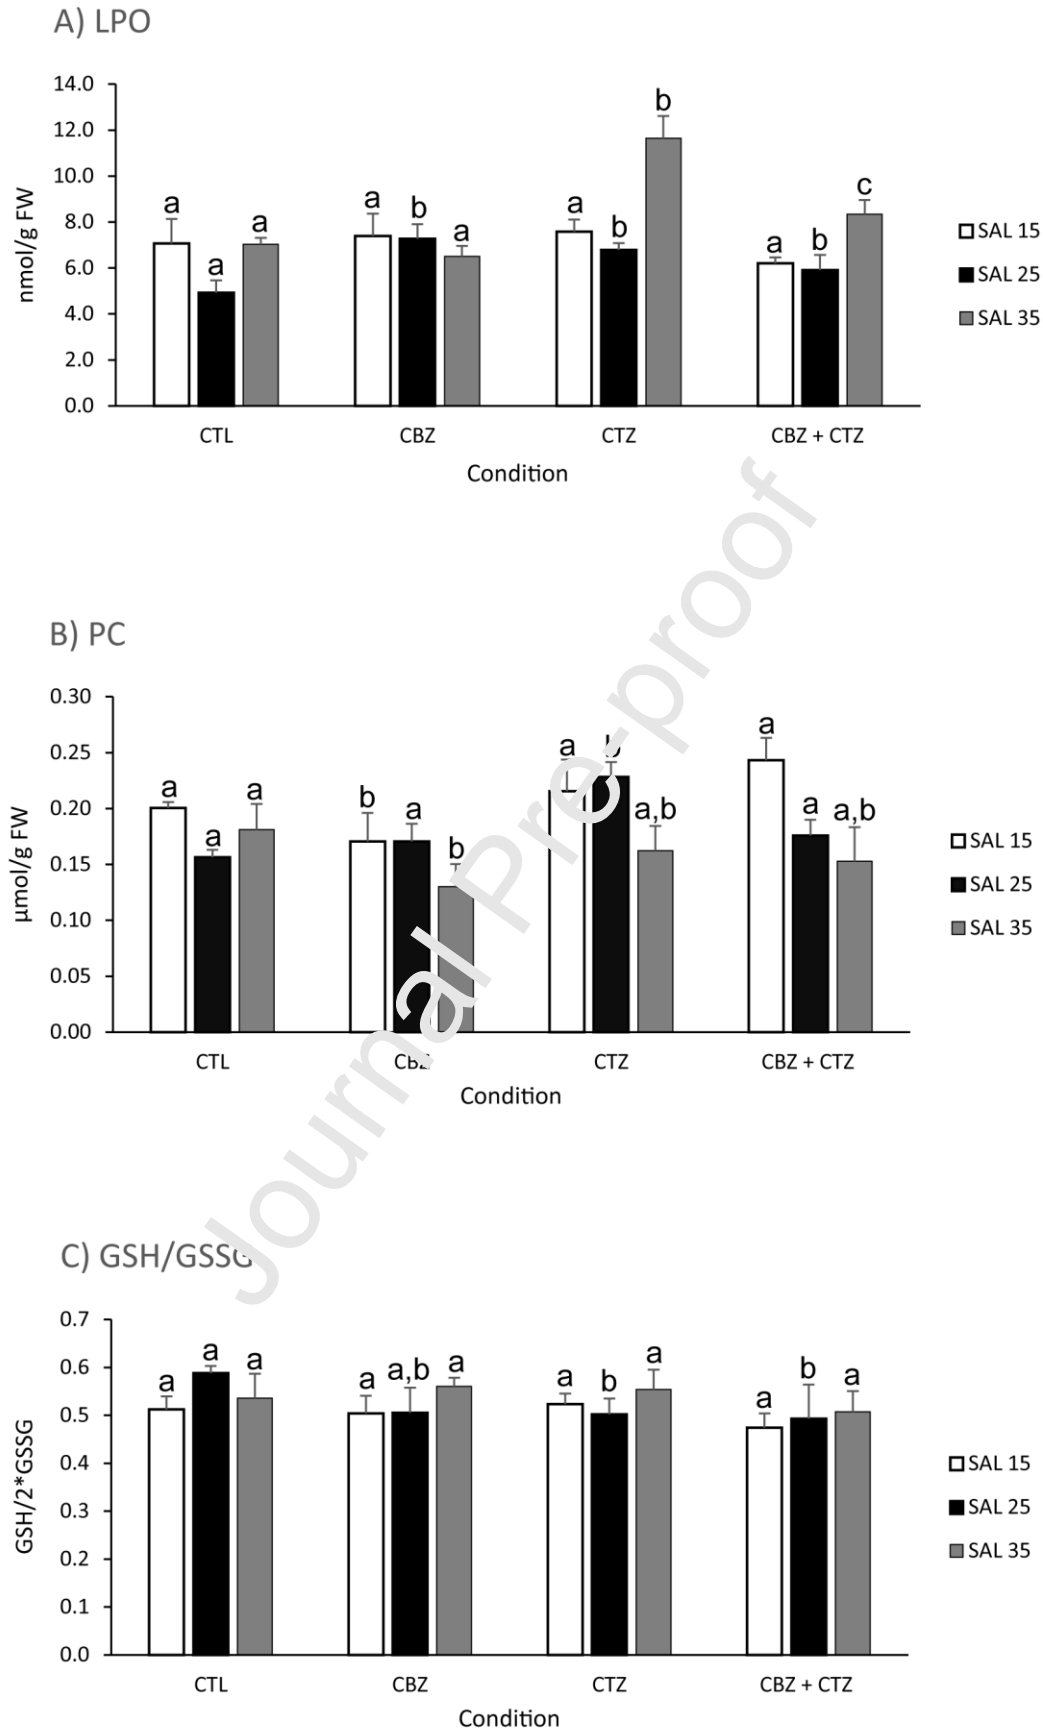 A) LPO
14.0
12.0
10.0
8.0
6.0
4.0
2.0
0.0
nmol/g FW
a
a
a
a
b
a
a
b
b
a
b
c
CTL
CBZ
CTZ
CBZ + CTZ
Condition
SAL 15
SAL 25
SAL 35
Journal Pre-proof
B) PC
0.30
0.25
0.20
0.15
0.10
0.05
0.00
µmol/g FW
a
a
a
b
a
b
a
b
a,b
a
a
a,b
CTL
CBZ
CTZ
CBZ + CTZ
Condition
SAL 15
SAL 25
SAL 35
C) GSH/GSSG
0.7
0.6
0.5
0.4
0.3
0.2
0.1
0.0
GSH/2*GSSG
a
a
a
a
a,b
a
a
b
a
a
b
a
CTL
CBZ
CTZ
CBZ + CTZ
Condition
SAL 15
SAL 25
SAL 35